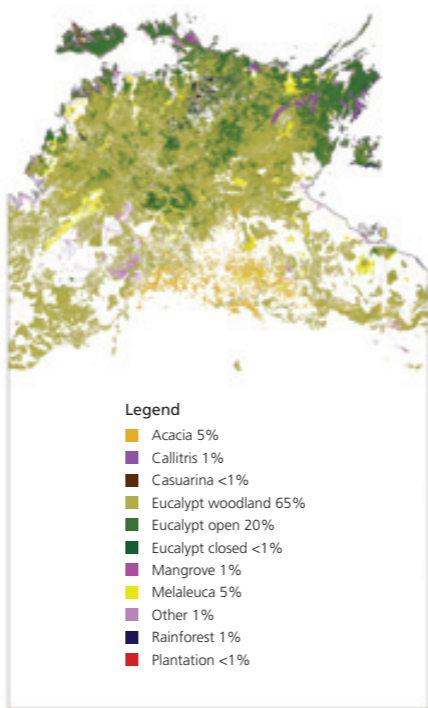 Legend
Acacia 5%
Callitris 1%
Casuarina <1%
Eucalypt woodland 65%
Eucalypt open 20%
Eucalypt closed <1%
Mangrove 1%
Melaleuca 5%
Other 1%
Rainforest 1%
Plantation <1%